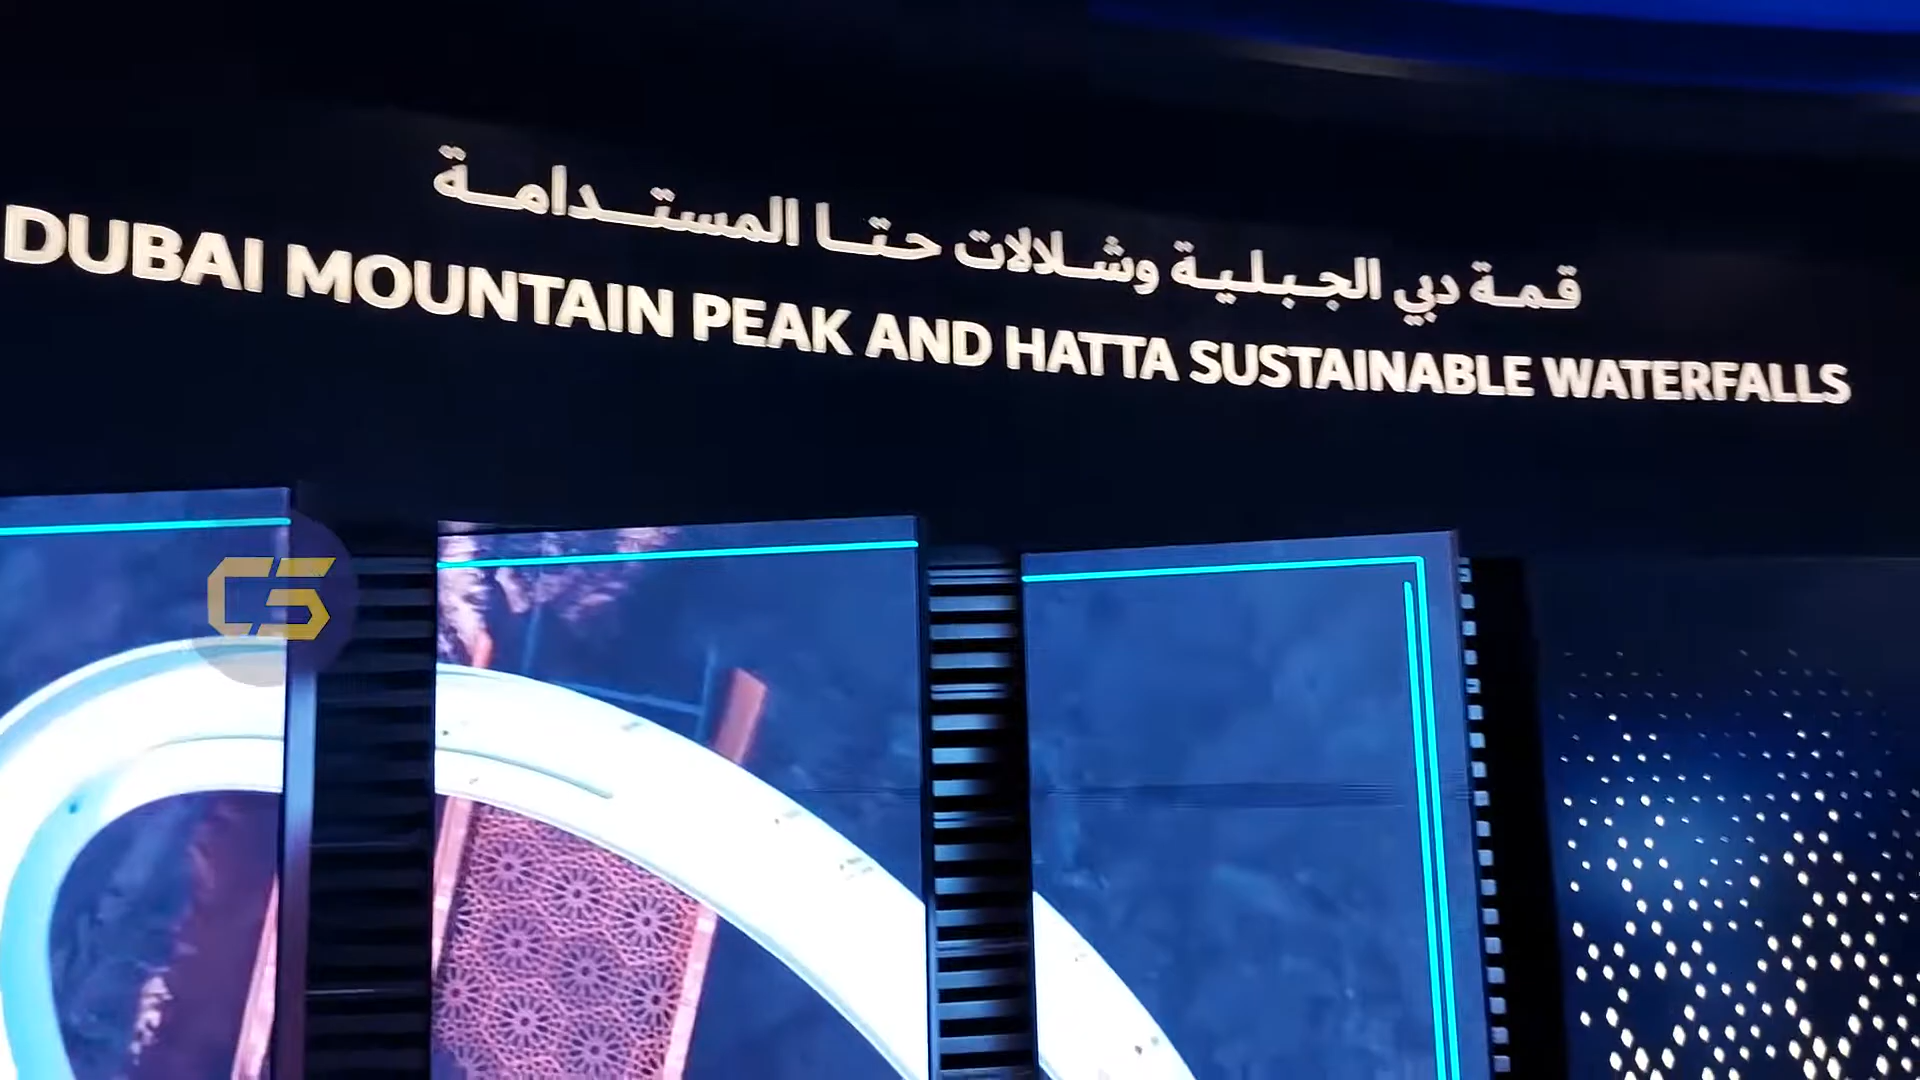 قمة دبي الجبلية وشلالات حتا المستدامة
DUBAI MOUNTAIN PEAK AND HATTA SUSTAINABLE WATERFALLS